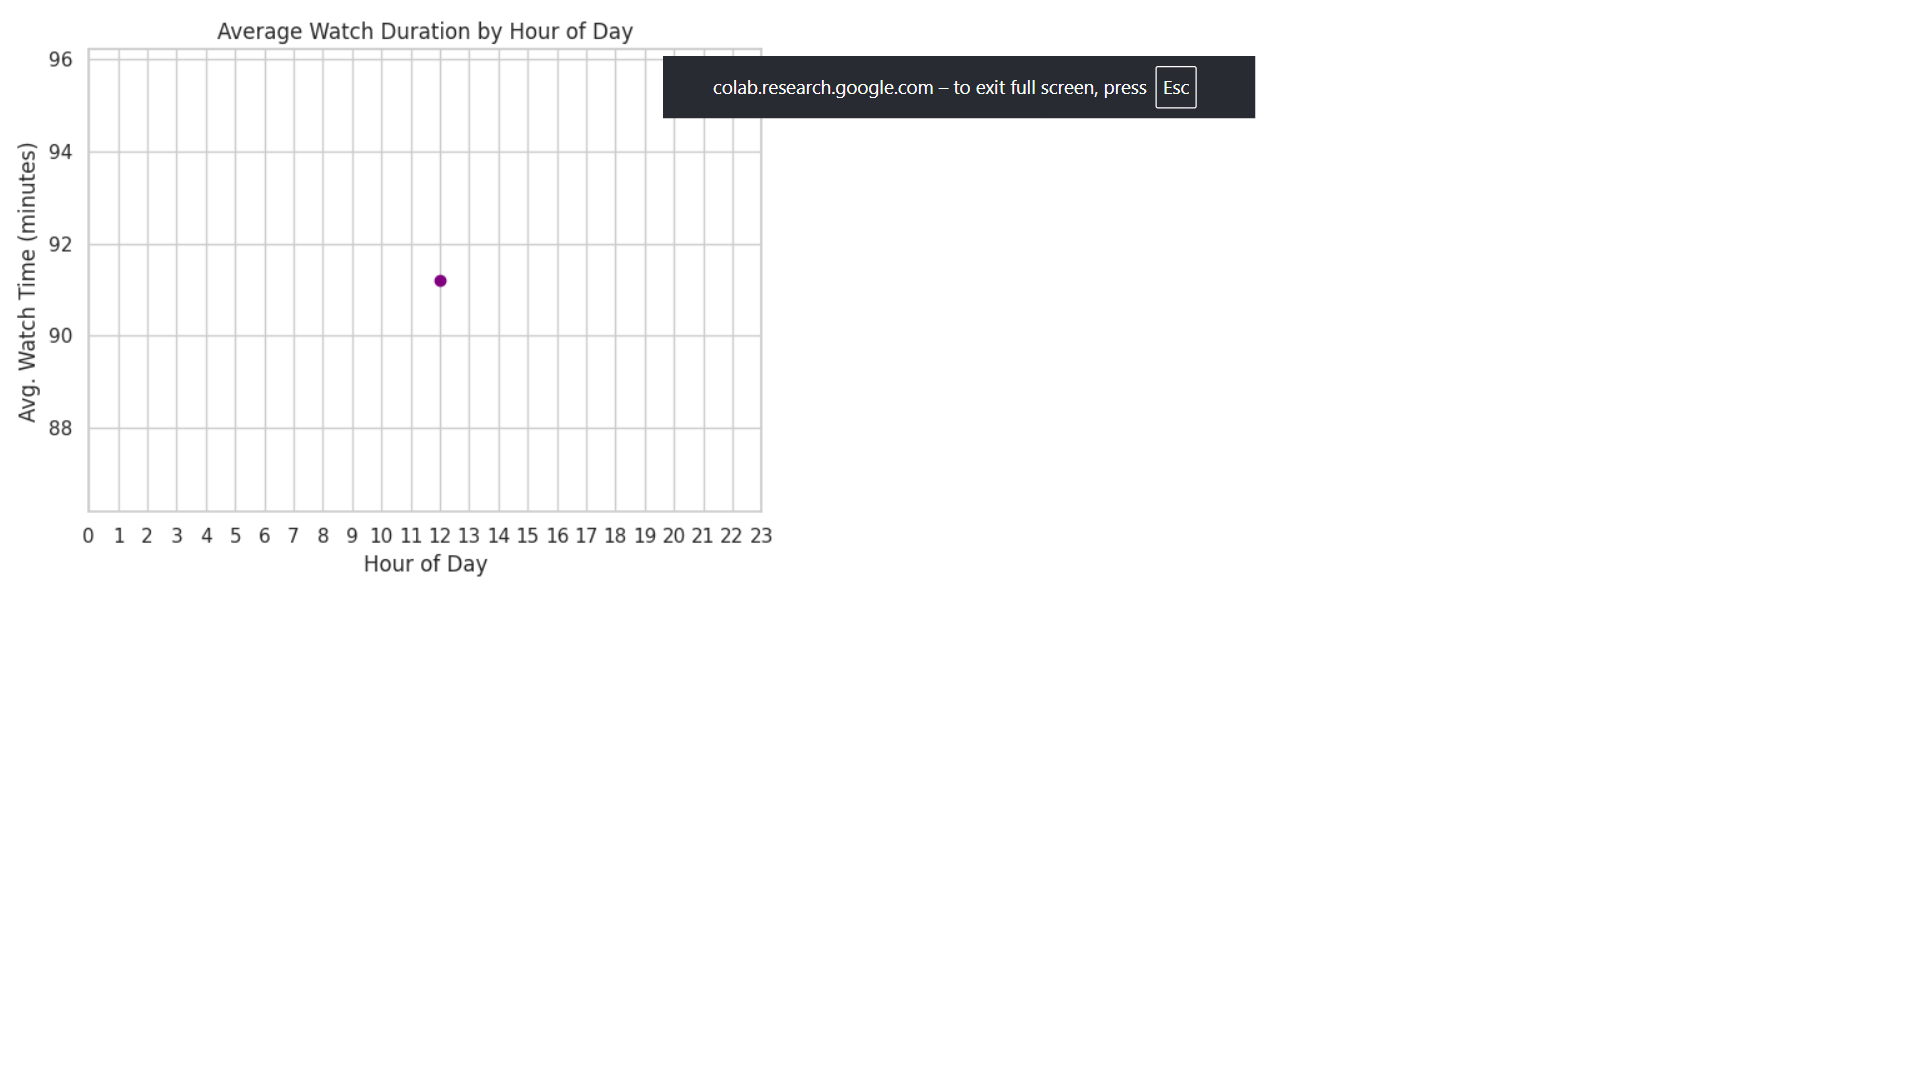 Average Watch Duration by Hour of Day
colab.research.google.com – to exit full screen, press Esc
Avg. Watch Time (minutes)
96
94
92
90
88
0 1 2 3 4 5 6 7 8 9 10 11 12 13 14 15 16 17 18 19 20 21 22 23
Hour of Day